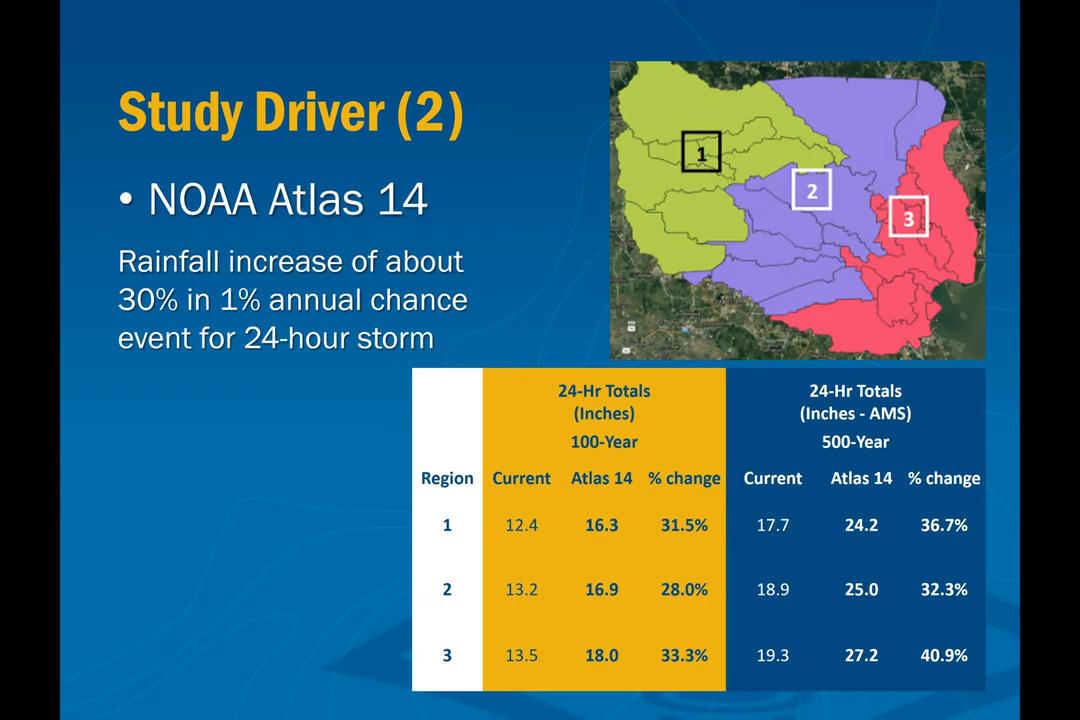 Study Driver (2)
• NOAA Atlas 14
Rainfall increase of about
30% in 1% annual chance
event for 24-hour storm
1
2
3
24-Hr Totals
(Inches)
100-Year
24-Hr Totals
(Inches - AMS)
500-Year
Region Current Atlas 14 % change Current Atlas 14 % change
1 12.4 16.3 31.5% 17.7 24.2 36.7%
2 13.2 16.9 28.0% 18.9 25.0 32.3%
3 13.5 18.0 33.3% 19.3 27.2 40.9%